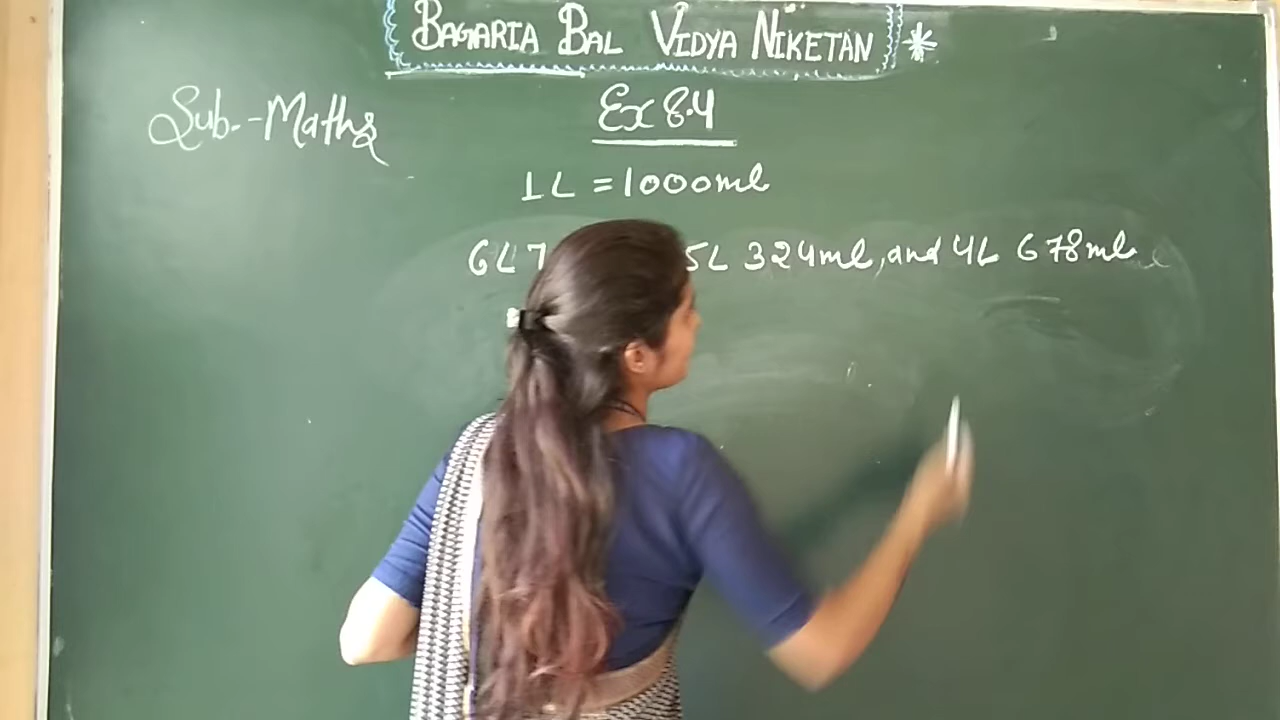 BAGARIA BAL VIDYA NIKETAN *
Sub.-Maths
Ex 8.4
1L = 1000ml
6L 7 5L 324ml, and 4L 678ml